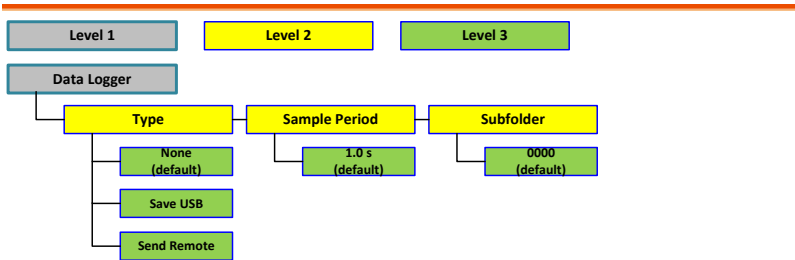 Level 1
Level 2
Level 3
Data Logger
Type
Sample Period
Subfolder
None
(default)
1.0 s
(default)
0000
(default)
Save USB
Send Remote